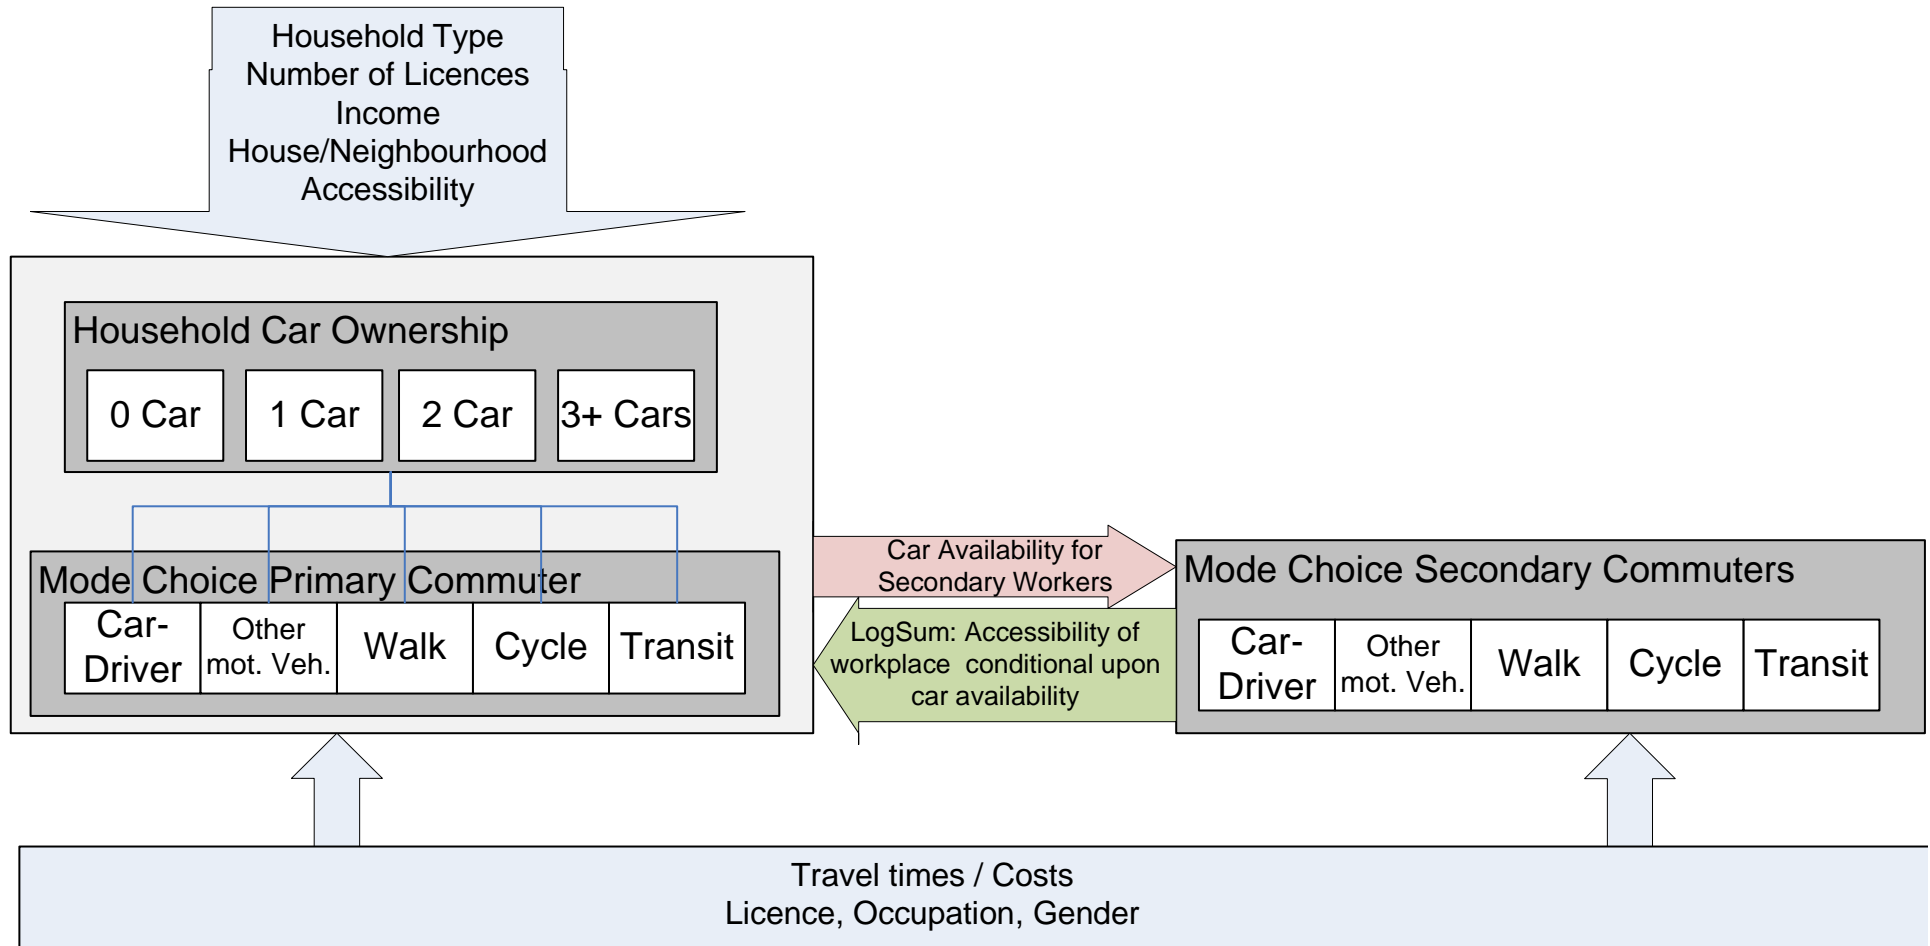 Household Type
Number of Licences
Income
House/Neighbourhood
Accessibility
Household Car Ownership
0 Car
1 Car
2 Car
3+ Cars
Mode Choice Primary Commuter
Car-
Driver
Other
mot. Veh.
Walk
Cycle
Transit
Car Availability for
Secondary Workers
LogSum: Accessibility of
workplace conditional upon
car availability
Mode Choice Secondary Commuters
Car-
Driver
Other
mot. Veh.
Walk
Cycle
Transit
Travel times / Costs
Licence, Occupation, Gender